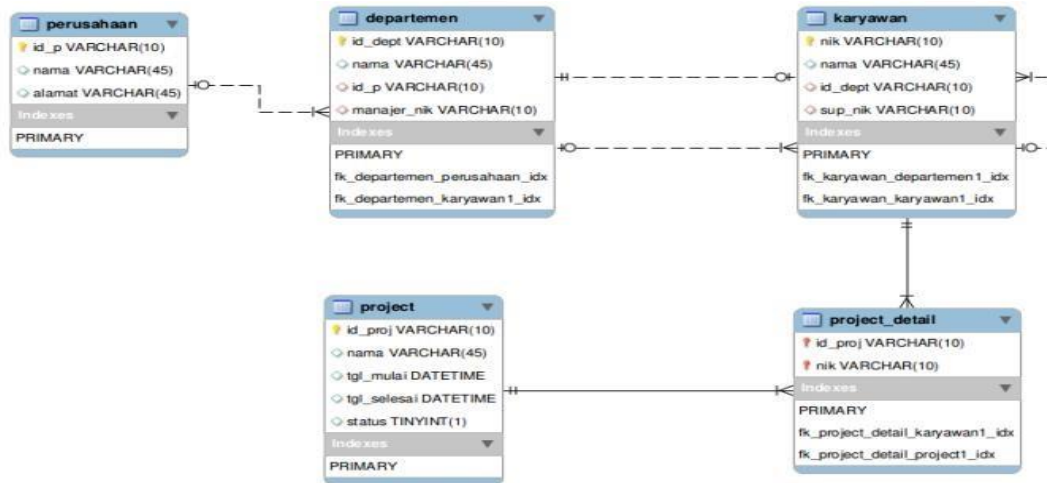 perusahaan
id_p VARCHAR(10)
nama VARCHAR(45)
alamat VARCHAR(45)
Indexes
PRIMARY
departemen
id_dept VARCHAR(10)
nama VARCHAR(45)
id_p VARCHAR(10)
manajer_nik VARCHAR(10)
Indexes
PRIMARY
fk_departemen_perusahaan_idx
fk_departemen_karyawan1_idx
karyawan
nik VARCHAR(10)
nama VARCHAR(45)
id_dept VARCHAR(10)
sup_nik VARCHAR(10)
Indexes
PRIMARY
fk_karyawan_departemen1_idx
fk_karyawan_karyawan1_idx
project
id_proj VARCHAR(10)
nama VARCHAR(45)
tgl_mulai DATETIME
tgl_selesai DATETIME
status TINYINT(1)
Indexes
PRIMARY
project_detail
id_proj VARCHAR(10)
nik VARCHAR(10)
Indexes
PRIMARY
fk_project_detail_karyawan1_idx
fk_project_detail_project1_idx